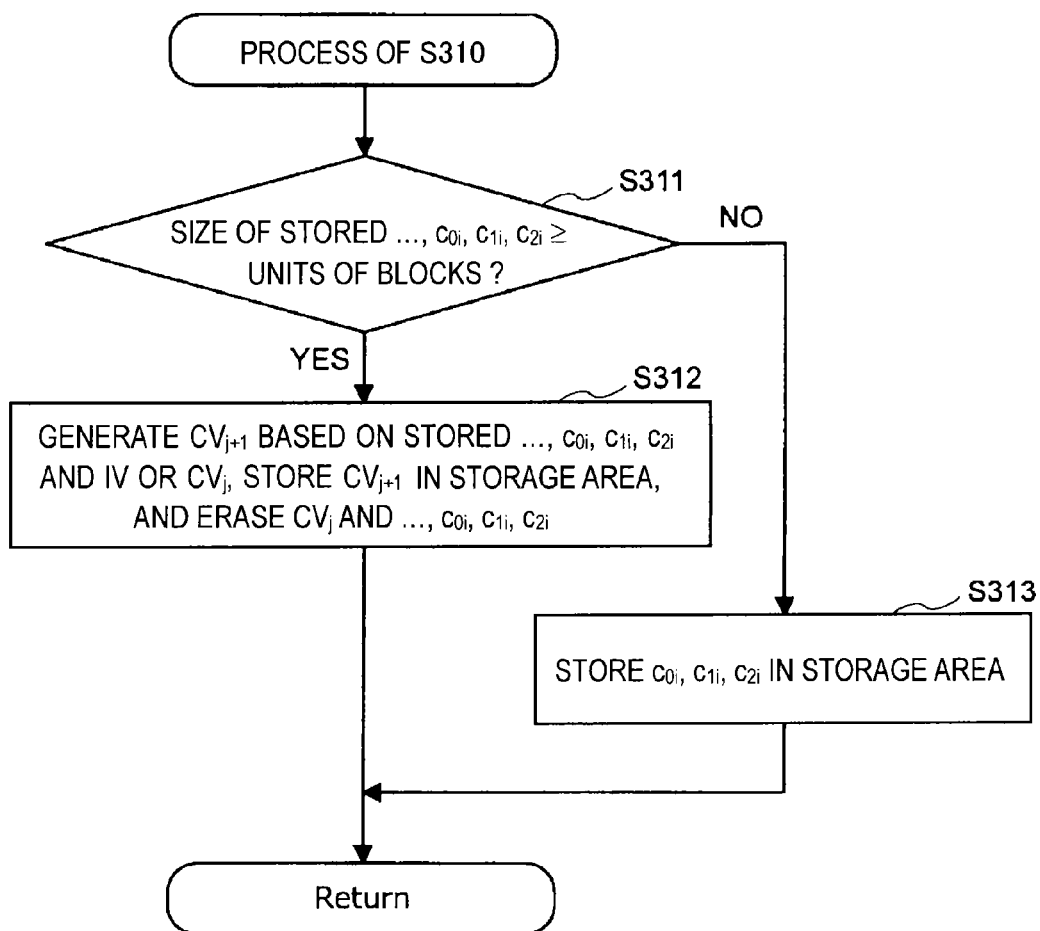 PROCESS OF S310
S311
SIZE OF STORED ..., c₀ᵢ, c₁ᵢ, c₂ᵢ ≥
UNITS OF BLOCKS ?
NO
YES
S312
GENERATE CVⱼ₊₁ BASED ON STORED ..., c₀ᵢ, c₁ᵢ, c₂ᵢ
AND IV OR CVⱼ, STORE CVⱼ₊₁ IN STORAGE AREA,
AND ERASE CVⱼ AND ..., c₀ᵢ, c₁ᵢ, c₂ᵢ
S313
STORE c₀ᵢ, c₁ᵢ, c₂ᵢ IN STORAGE AREA
Return